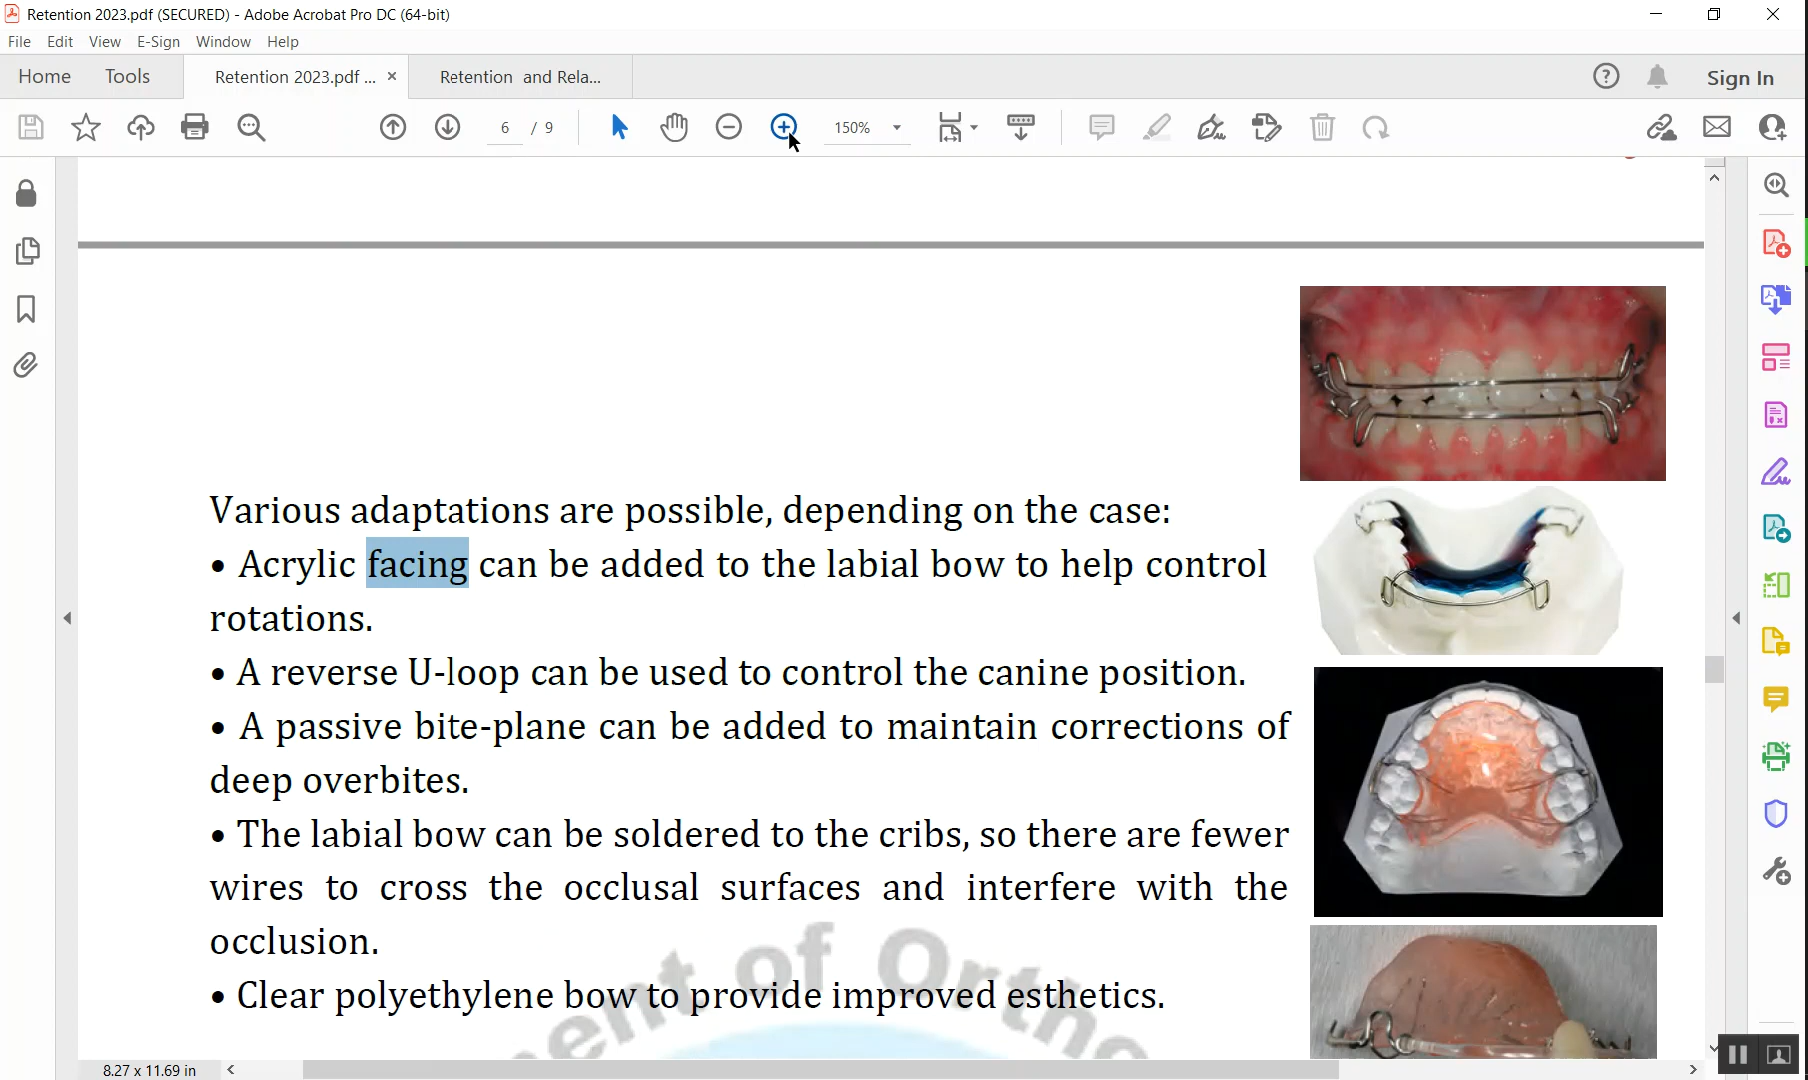 Retention 2023.pdf (SECURED) - Adobe Acrobat Pro DC (64-bit)
File Edit View E-Sign Window Help
Home Tools Retention 2023.pdf ... × Retention and Rela... Sign In
6 / 9 150%
Various adaptations are possible, depending on the case:
• Acrylic facing can be added to the labial bow to help control
rotations.
• A reverse U-loop can be used to control the canine position.
• A passive bite-plane can be added to maintain corrections of
deep overbites.
• The labial bow can be soldered to the cribs, so there are fewer
wires to cross the occlusal surfaces and interfere with the
occlusion.
• Clear polyethylene bow to provide improved esthetics.
ent of Ortho
8.27 x 11.69 in